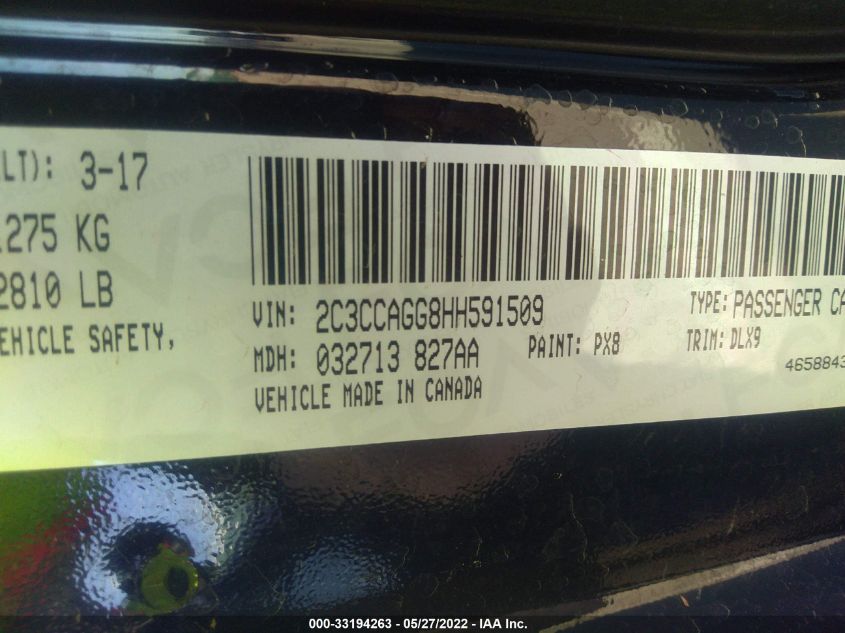 LT): 3-17
1275 KG
2810 LB
EHICLE SAFETY,
VIN: 2C3CCAGG8HH591509
TYPE: PASSENGER CA
MDH: 032713 827AA
PAINT: PX8
TRIM: DLX9
VEHICLE MADE IN CANADA
4658843
000-33194263 - 05/27/2022 - IAA Inc.